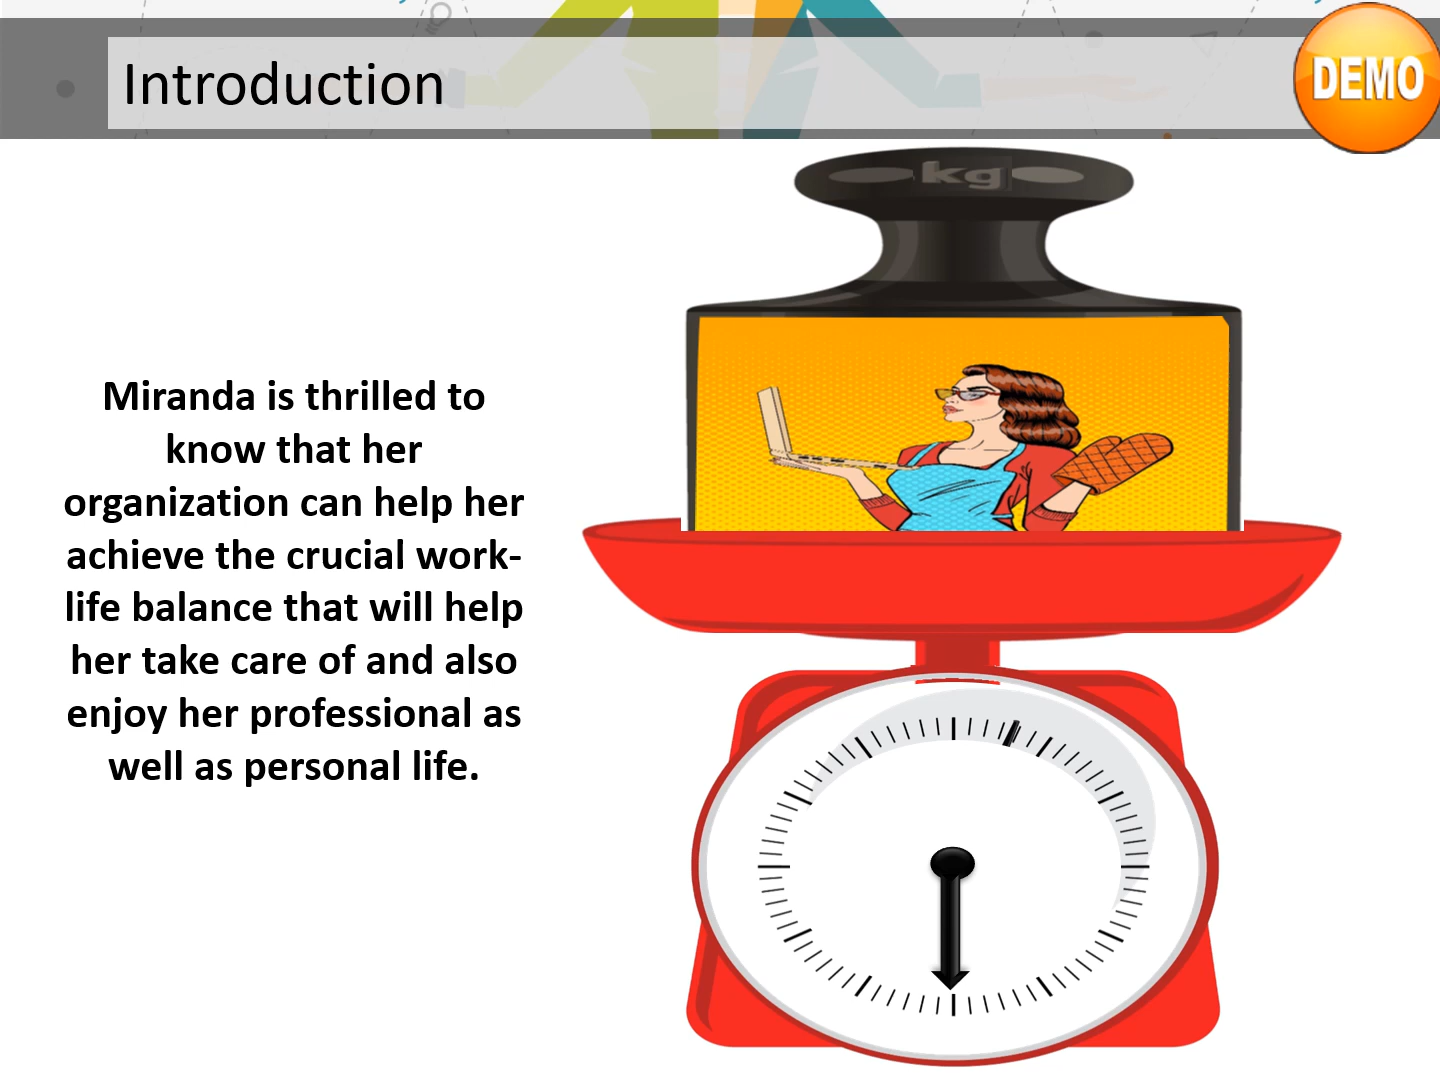 Introduction
DEMO
kg
Miranda is thrilled to
know that her
organization can help her
achieve the crucial work-
life balance that will help
her take care of and also
enjoy her professional as
well as personal life.